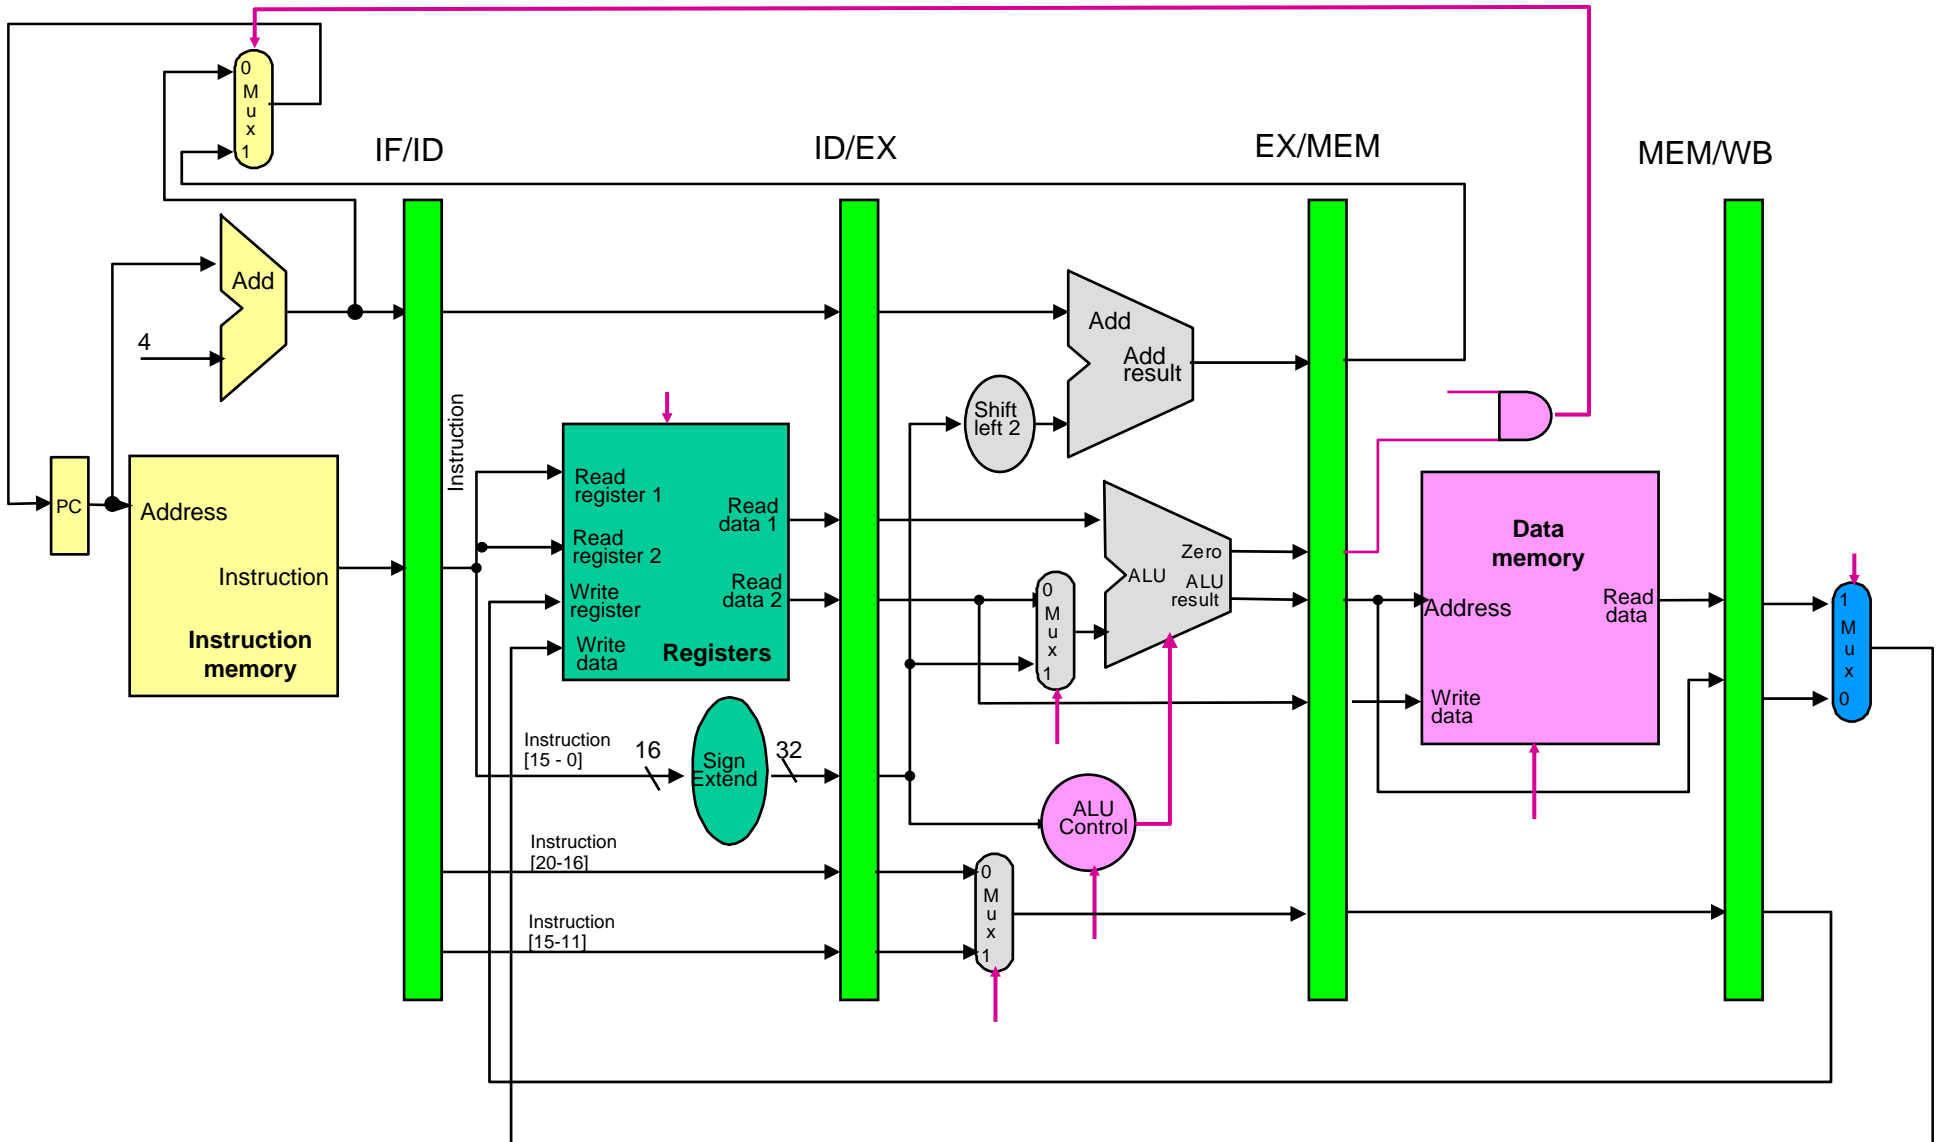 0
M
u
x
1
IF/ID
ID/EX
EX/MEM
MEM/WB
Add
4
Add
Add
result
Shift
left 2
Instruction
PC
Address
Instruction
Instruction
memory
Read
register 1
Read
register 2
Write
register
Write
data
Read
data 1
Read
data 2
Registers
0
M
u
x
1
ALU
Zero
ALU
result
Data
memory
Address
Read
data
Write
data
1
M
u
x
0
Instruction
[15 - 0]
16
Sign
Extend
32
ALU
Control
Instruction
[20-16]
Instruction
[15-11]
0
M
u
x
1